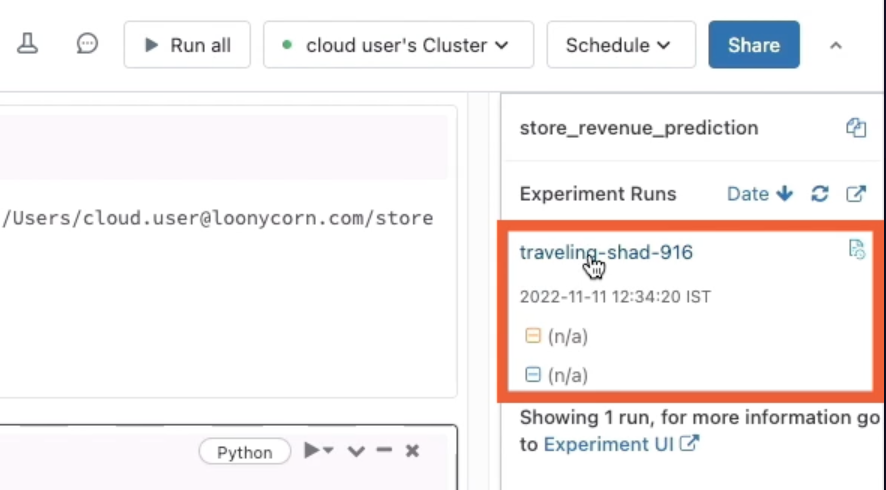 Run all
cloud user's Cluster
Schedule
Share
store_revenue_prediction
Experiment Runs
Date
/Users/cloud.user@loonycorn.com/store
traveling-shad-916
2022-11-11 12:34:20 IST
(n/a)
(n/a)
Showing 1 run, for more information go
to Experiment UI
Python